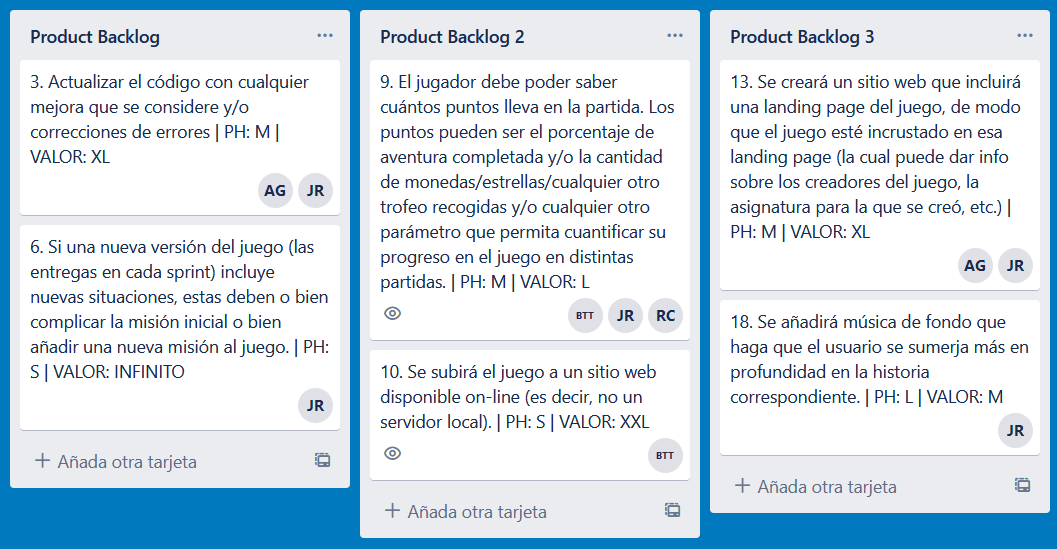 Product Backlog
3. Actualizar el código con cualquier
mejora que se considere y/o
correcciones de errores | PH: M |
VALOR: XL
AG JR
6. Si una nueva versión del juego (las
entregas en cada sprint) incluye
nuevas situaciones, estas deben o bien
complicar la misión inicial o bien
añadir una nueva misión al juego. | PH:
S | VALOR: INFINITO
JR
+ Añada otra tarjeta
Product Backlog 2
9. El jugador debe poder saber
cuántos puntos lleva en la partida. Los
puntos pueden ser el porcentaje de
aventura completada y/o la cantidad
de monedas/estrellas/cualquier otro
trofeo recogidas y/o cualquier otro
parámetro que permita cuantificar su
progreso en el juego en distintas
partidas. | PH: M | VALOR: L
BTT JR RC
10. Se subirá el juego a un sitio web
disponible on-line (es decir, no un
servidor local). | PH: S | VALOR: XXL
BTT
+ Añada otra tarjeta
Product Backlog 3
13. Se creará un sitio web que incluirá
una landing page del juego, de modo
que el juego esté incrustado en esa
landing page (la cual puede dar info
sobre los creadores del juego, la
asignatura para la que se creó, etc.) |
PH: M | VALOR: XL
AG JR
18. Se añadirá música de fondo que
haga que el usuario se sumerja más en
profundidad en la historia
correspondiente. | PH: L | VALOR: M
JR
+ Añada otra tarjeta